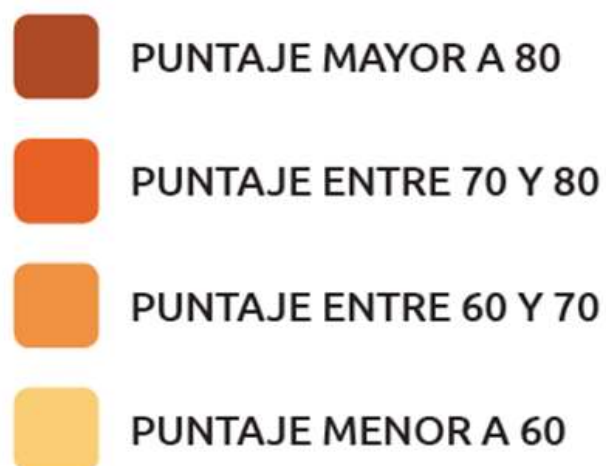 PUNTAJE MAYOR A 80
PUNTAJE ENTRE 70 Y 80
PUNTAJE ENTRE 60 Y 70
PUNTAJE MENOR A 60